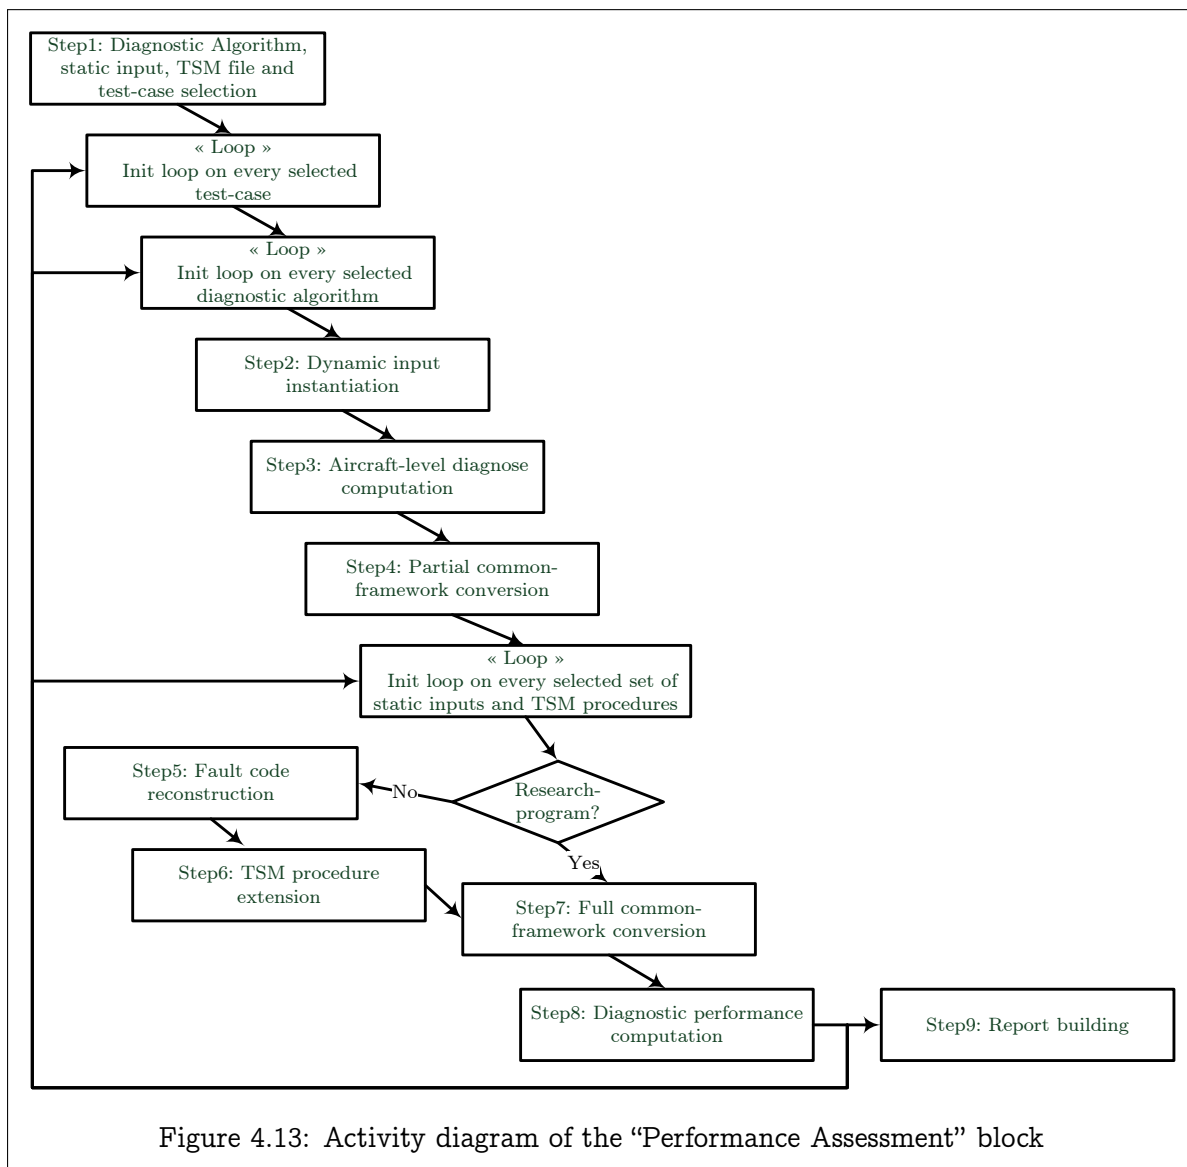 Step1: Diagnostic Algorithm,
static input, TSM file and
test-case selection
« Loop »
Init loop on every selected
test-case
« Loop »
Init loop on every selected
diagnostic algorithm
Step2: Dynamic input
instantiation
Step3: Aircraft-level diagnose
computation
Step4: Partial common-
framework conversion
« Loop »
Init loop on every selected set of
static inputs and TSM procedures
Research-
program?
No
Step5: Fault code
reconstruction
Step6: TSM procedure
extension
Yes
Step7: Full common-
framework conversion
Step8: Diagnostic performance
computation
Step9: Report building
Figure 4.13: Activity diagram of the “Performance Assessment” block